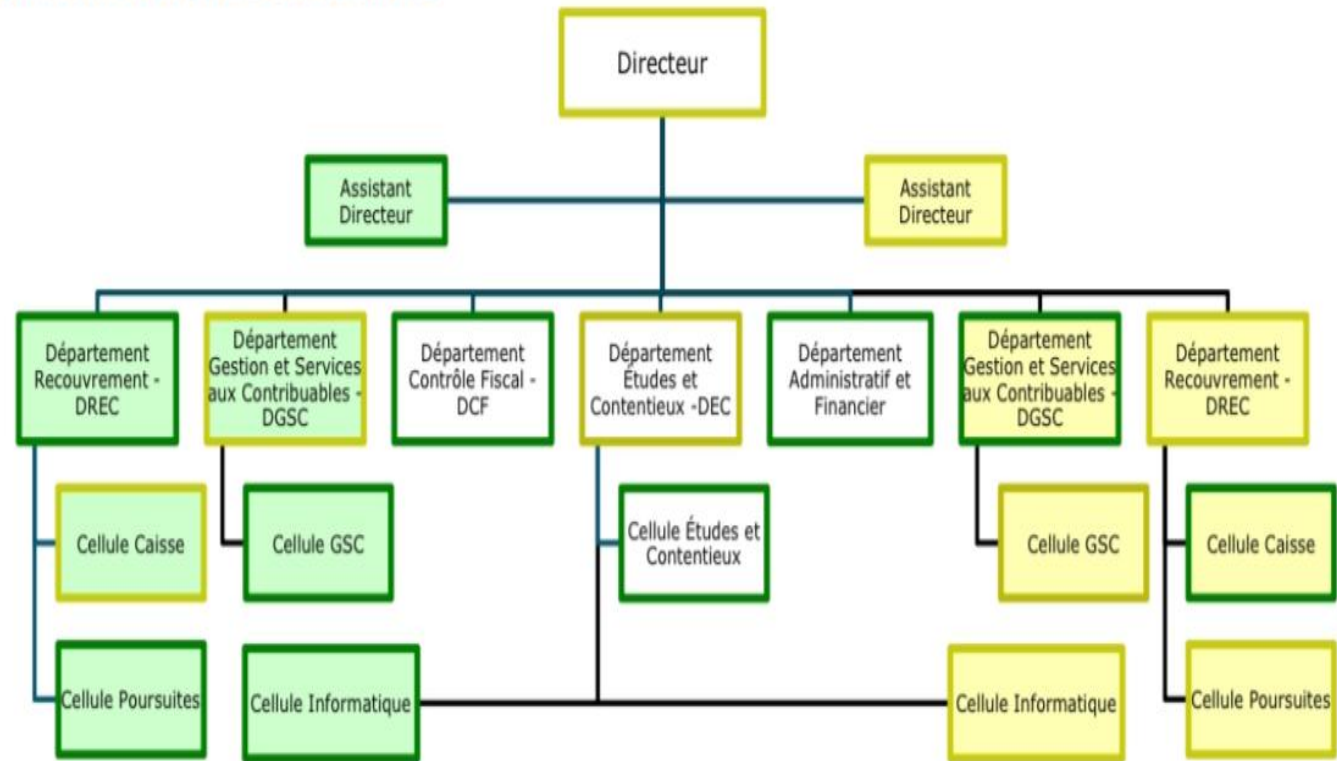 Directeur
Assistant
Directeur
Assistant
Directeur
Département
Recouvrement -
DREC
Département
Gestion et Services
aux Contribuables -
DGSC
Département
Contrôle Fiscal -
DCF
Département
Études et
Contentieux -DEC
Département
Administratif et
Financier
Département
Gestion et Services
aux Contribuables -
DGSC
Département
Recouvrement -
DREC
Cellule Caisse
Cellule GSC
Cellule Études et
Contentieux
Cellule GSC
Cellule Caisse
Cellule Poursuites
Cellule Informatique
Cellule Informatique
Cellule Poursuites